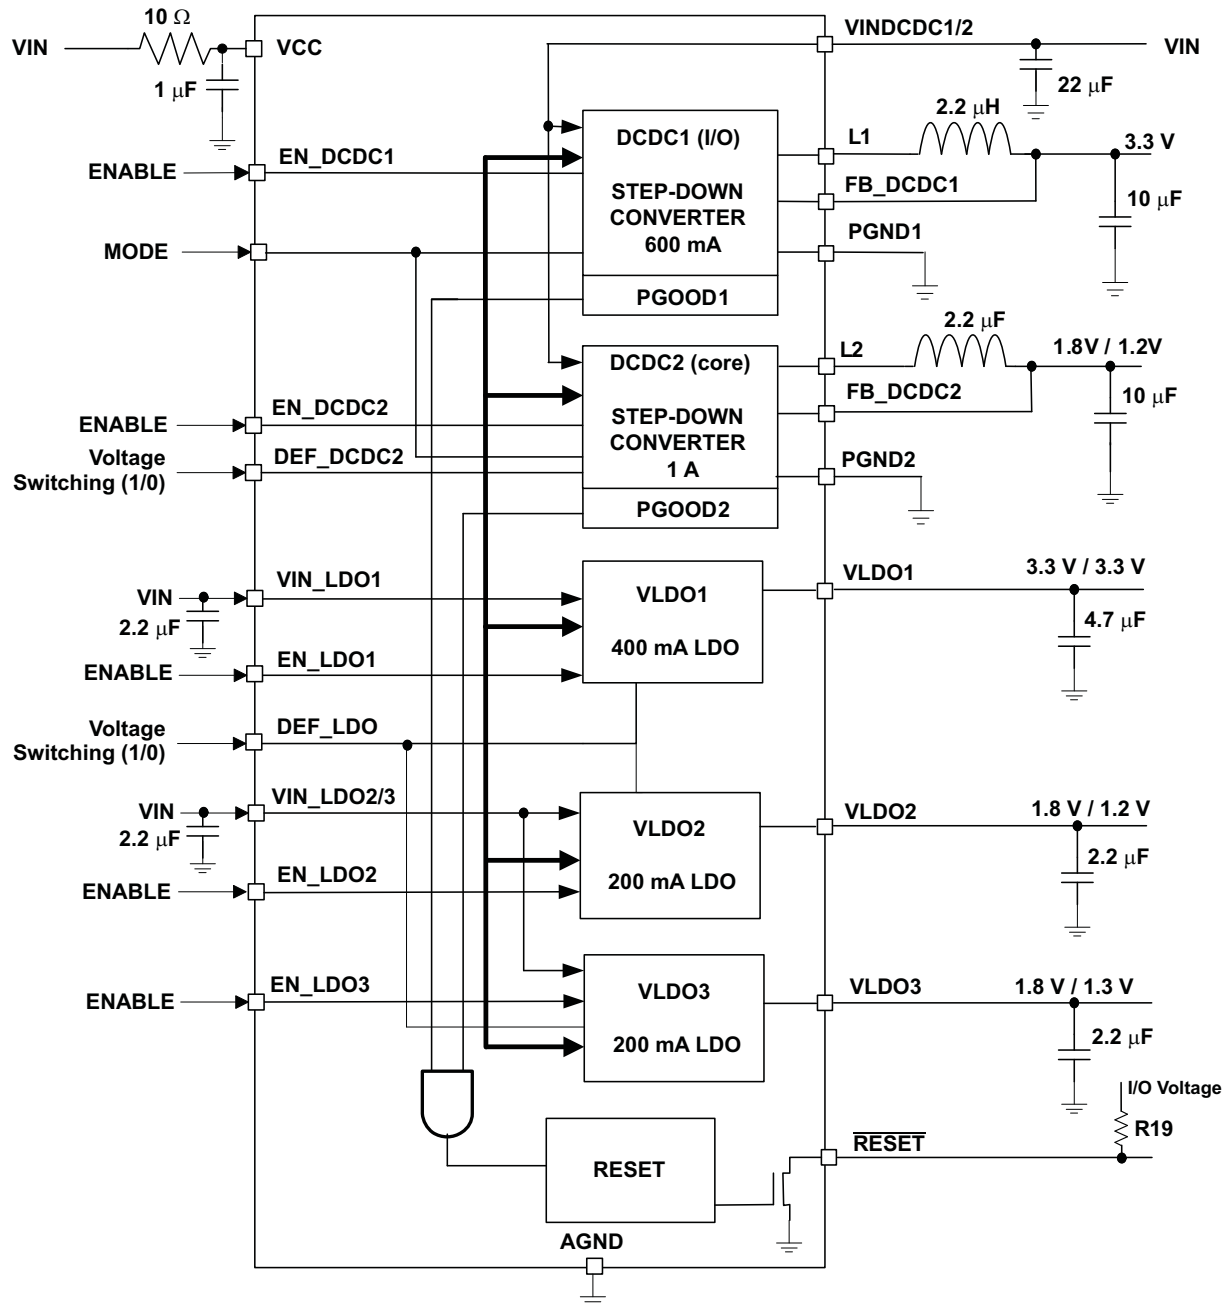 10 Ω
VIN
VCC
1 μF
VINDCDC1/2
VIN
22 μF
2.2 μH
L1
3.3 V
DCDC1 (I/O)
STEP-DOWN
CONVERTER
600 mA
PGOOD1
ENABLE
EN_DCDC1
FB_DCDC1
10 μF
MODE
PGND1
2.2 μF
L2
1.8V / 1.2V
DCDC2 (core)
STEP-DOWN
CONVERTER
1 A
PGOOD2
FB_DCDC2
10 μF
ENABLE
EN_DCDC2
Voltage
Switching (1/0)
DEF_DCDC2
PGND2
VIN
VIN_LDO1
2.2 μF
VLDO1
400 mA LDO
VLDO1
3.3 V / 3.3 V
4.7 μF
ENABLE
EN_LDO1
Voltage
Switching (1/0)
DEF_LDO
VIN
VIN_LDO2/3
2.2 μF
VLDO2
200 mA LDO
VLDO2
1.8 V / 1.2 V
2.2 μF
ENABLE
EN_LDO2
ENABLE
EN_LDO3
VLDO3
200 mA LDO
VLDO3
1.8 V / 1.3 V
2.2 μF
I/O Voltage
R19
RESET
RESET
AGND